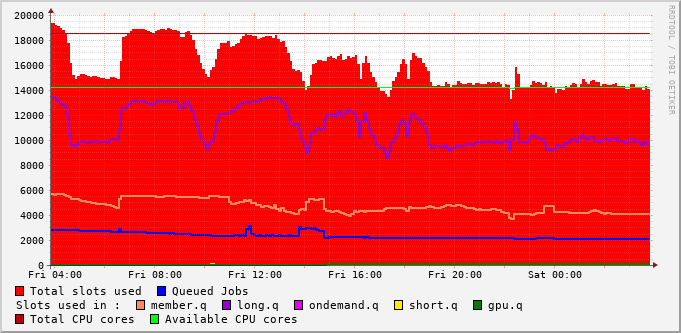 20000
18000
16000
14000
12000
10000
8000
6000
4000
2000
0
Fri 04:00 Fri 08:00 Fri 12:00 Fri 16:00 Fri 20:00 Sat 00:00
RRDTOOL / TOBI OETIKER
Total slots used Queued Jobs
Slots used in : member.q long.q ondemand.q short.q gpu.q
Total CPU cores Available CPU cores